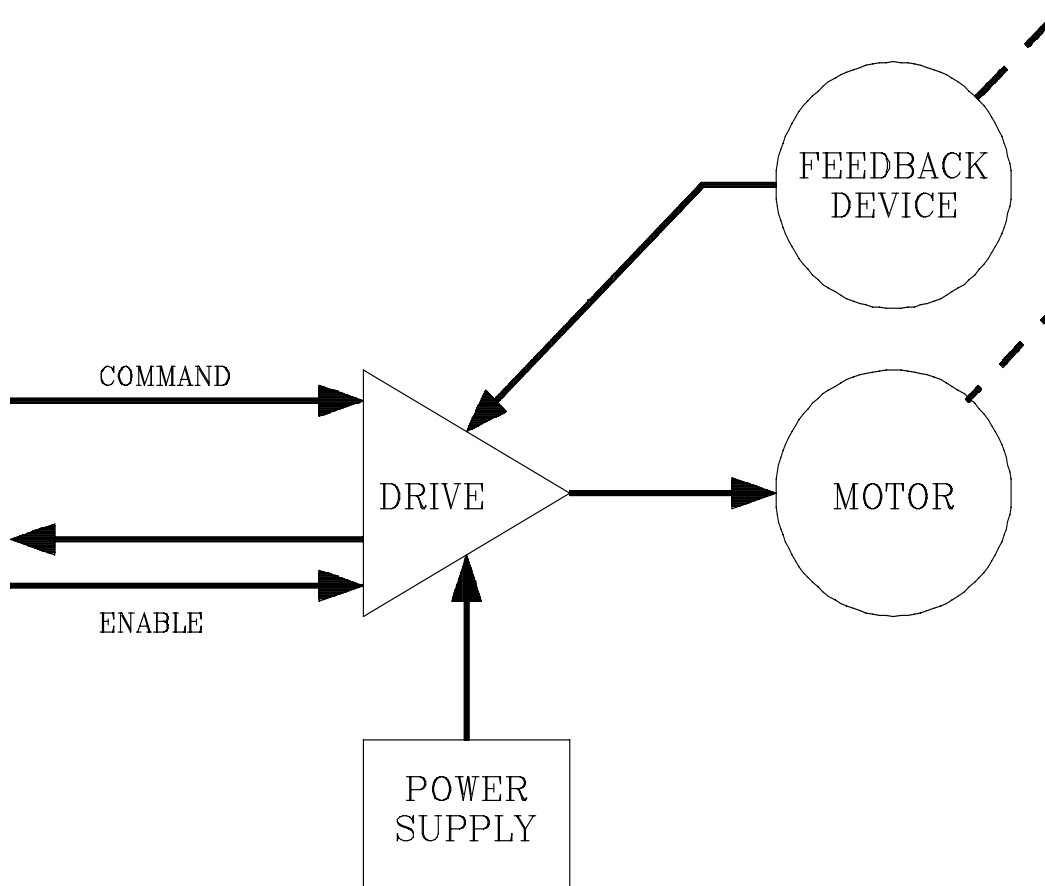 FEEDBACK
DEVICE
COMMAND
DRIVE
MOTOR
ENABLE
POWER
SUPPLY